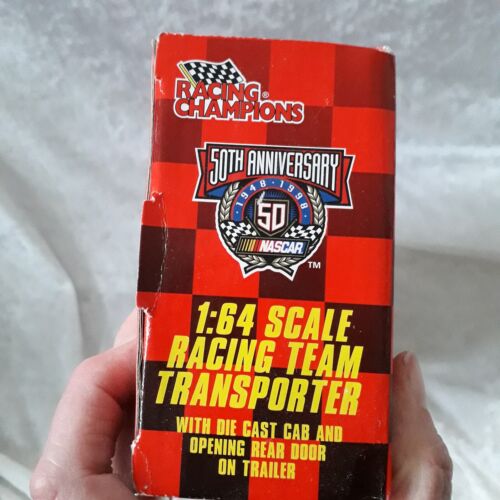 RACING®
CHAMPIONS
50TH ANNIVERSARY
1948-1998
50
NASCAR
TM
1:64 SCALE
RACING TEAM
TRANSPORTER
WITH DIE CAST CAB AND
OPENING REAR DOOR
ON TRAILER